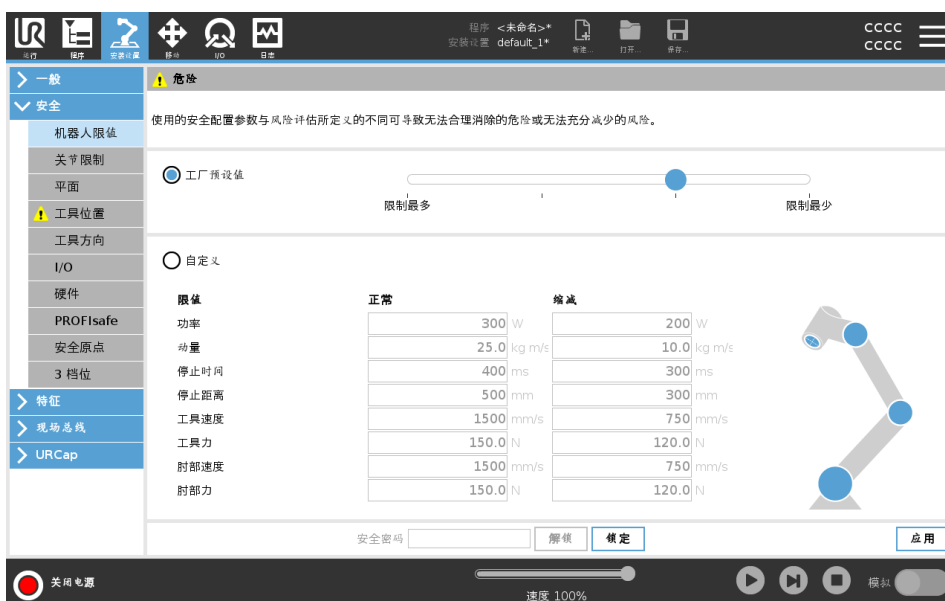 UR
运行
程序
安装设置
移动
I/O
日志
程序 <未命名>*
安装设置 default_1*
新建...
打开...
保存...
CCCC
CCCC
一般
安全
机器人限值
关节限制
平面
工具位置
工具方向
I/O
硬件
PROFIsafe
安全原点
3 档位
特征
现场总线
URCap
危险
使用的安全配置参数与风险评估所定义的不同可导致无法合理消除的危险或无法充分减少的风险。
工厂预设值
限制最多 限制最少
自定义
限值 正常 缩减
功率 300 W 200 W
动量 25.0 kg m/s 10.0 kg m/s
停止时间 400 ms 300 ms
停止距离 500 mm 300 mm
工具速度 1500 mm/s 750 mm/s
工具力 150.0 N 120.0 N
肘部速度 1500 mm/s 750 mm/s
肘部力 150.0 N 120.0 N
安全密码 解锁 锁定 应用
关闭电源
速度 100%
模拟